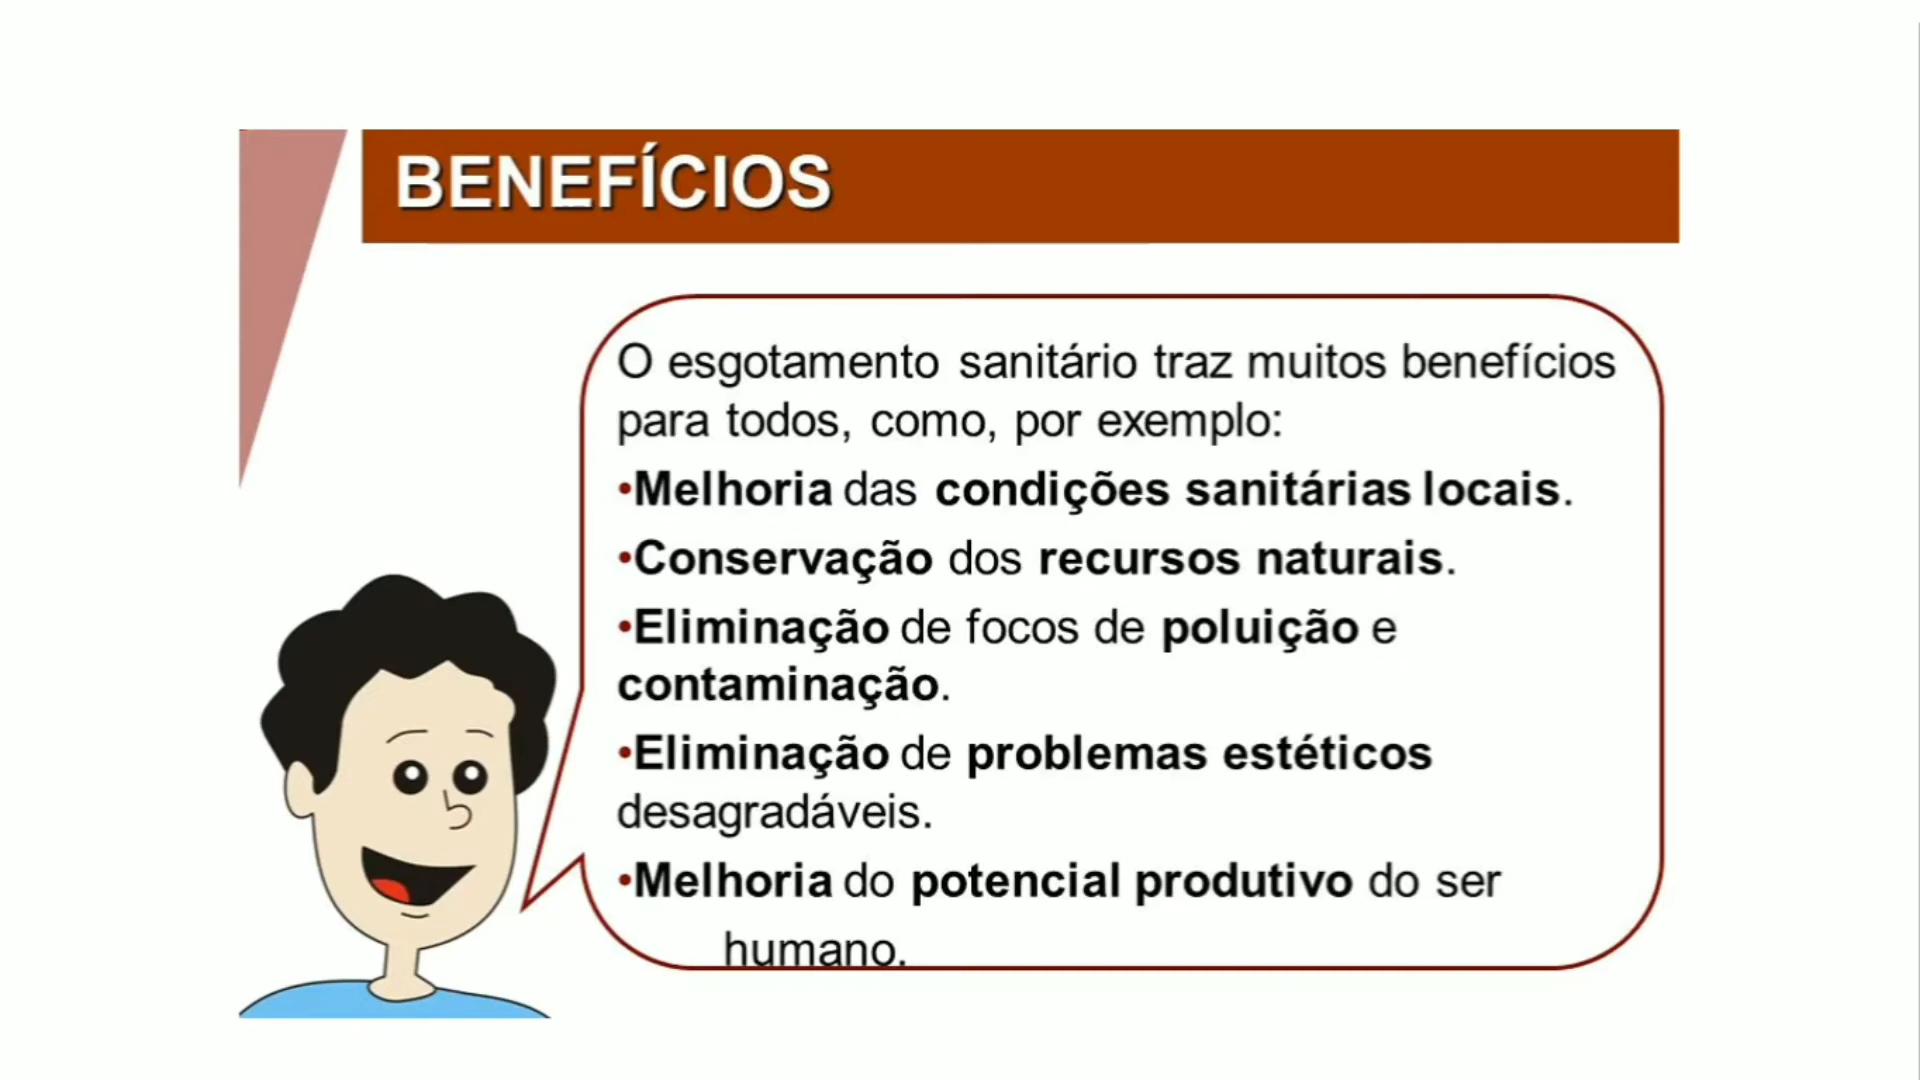 BENEFÍCIOS
O esgotamento sanitário traz muitos benefícios
para todos, como, por exemplo:
•Melhoria das condições sanitárias locais.
•Conservação dos recursos naturais.
•Eliminação de focos de poluição e
contaminação.
•Eliminação de problemas estéticos
desagradáveis.
•Melhoria do potencial produtivo do ser
humano.